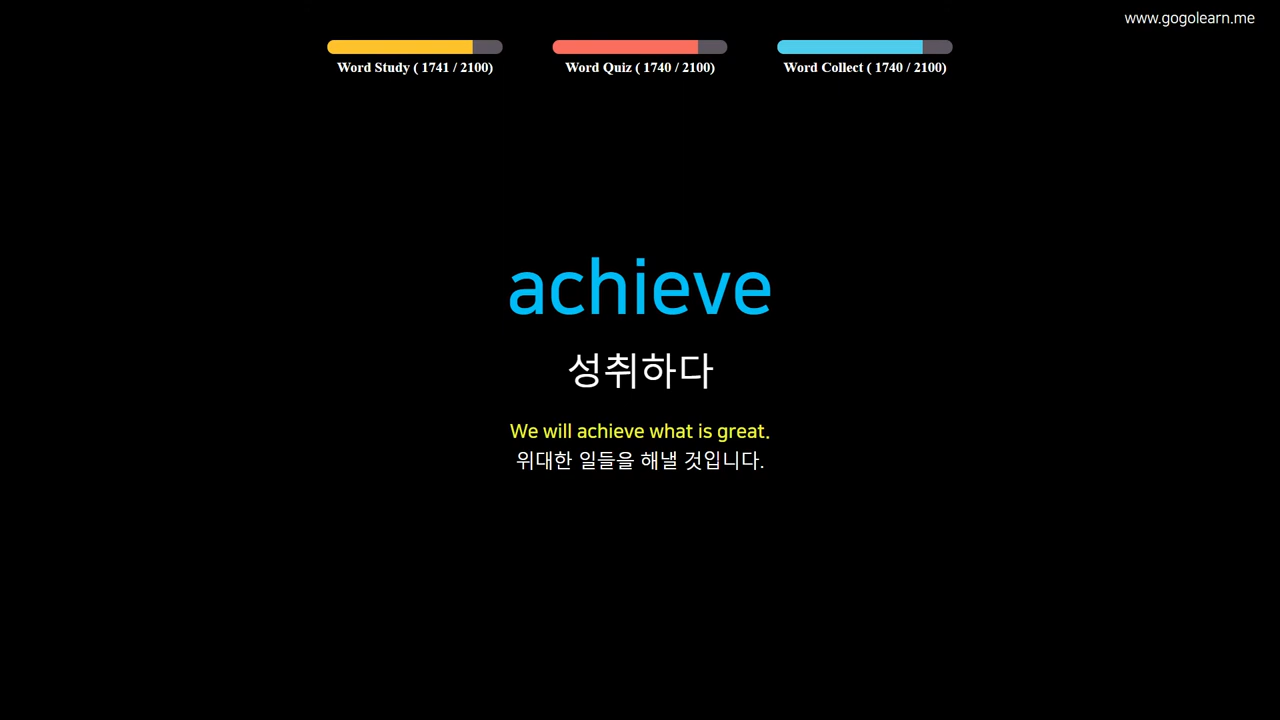 www.gogolearn.me
Word Study ( 1741 / 2100)
Word Quiz ( 1740 / 2100)
Word Collect ( 1740 / 2100)
achieve
성취하다
We will achieve what is great.
위대한 일들을 해낼 것입니다.